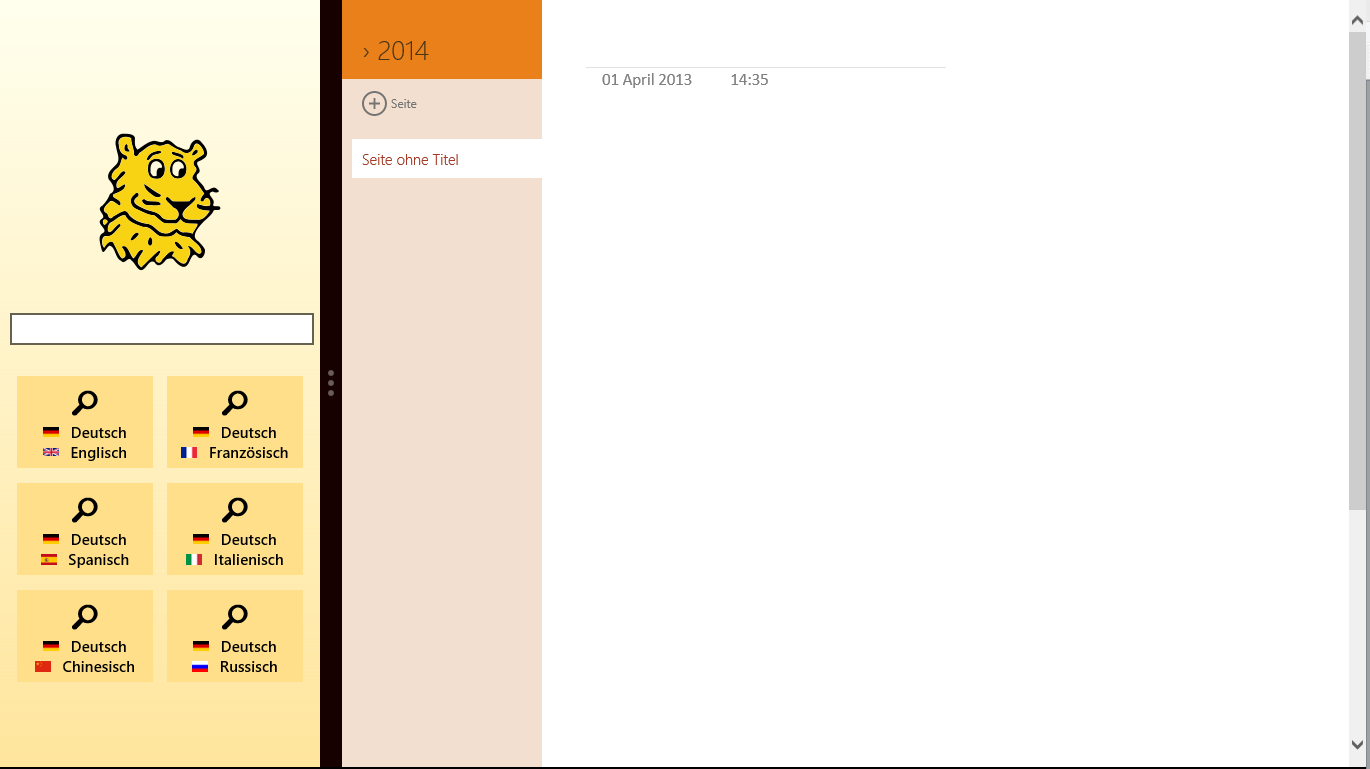 Deutsch
Englisch
Deutsch
Französisch
Deutsch
Spanisch
Deutsch
Italienisch
Deutsch
Chinesisch
Deutsch
Russisch
› 2014
Seite
Seite ohne Titel
01 April 2013 14:35